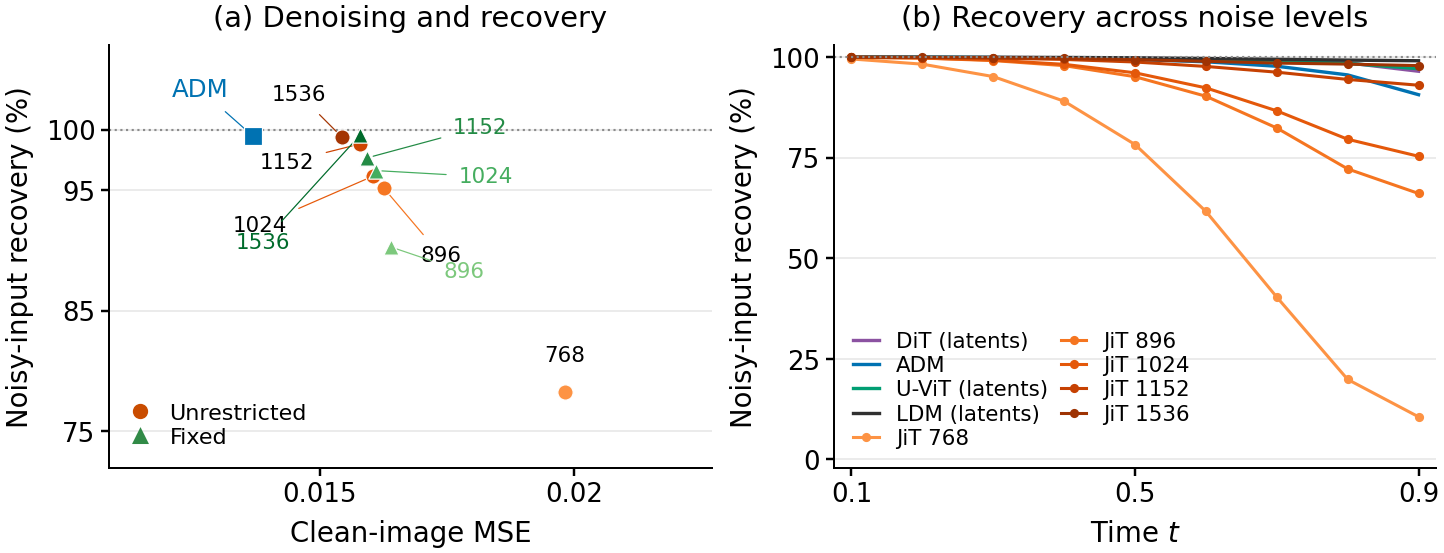 (a) Denoising and recovery
Noisy-input recovery (%)
100
95
85
75
ADM
1536
1152
1152
1024
1024
1536
896
896
768
Unrestricted
Fixed
0.015
0.02
Clean-image MSE
(b) Recovery across noise levels
Noisy-input recovery (%)
100
75
50
25
0
DiT (latents)
ADM
U-ViT (latents)
LDM (latents)
JiT 768
JiT 896
JiT 1024
JiT 1152
JiT 1536
0.1
0.5
0.9
Time t